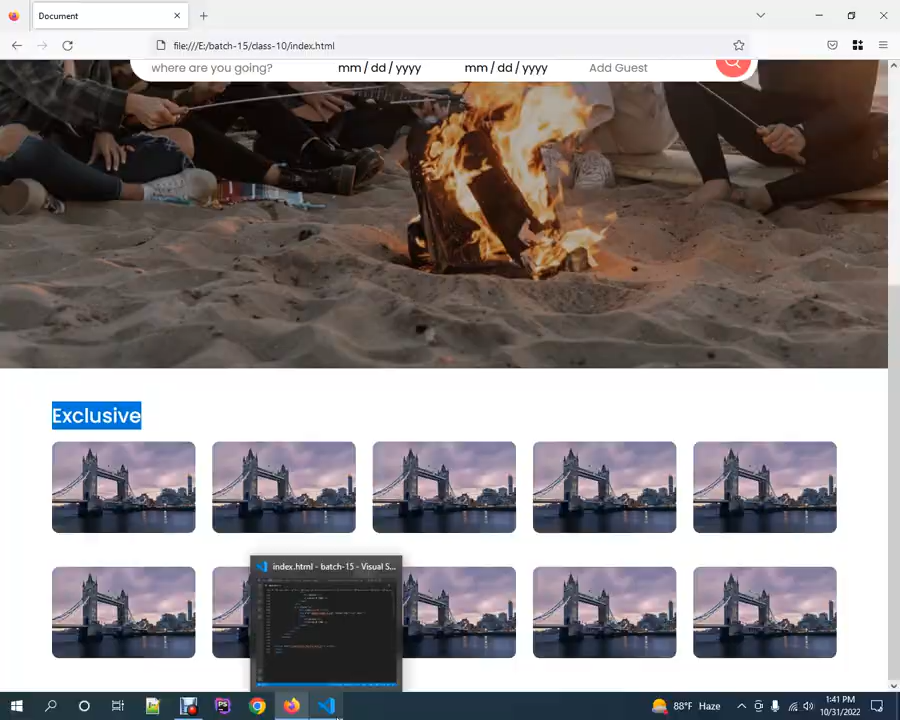 Document
file:///E:/batch-15/class-10/index.html
where are you going?
mm / dd / yyyy
mm / dd / yyyy
Add Guest
Exclusive
index.html - batch-15 - Visual S...
88°F Haze
1:41 PM
10/31/2022